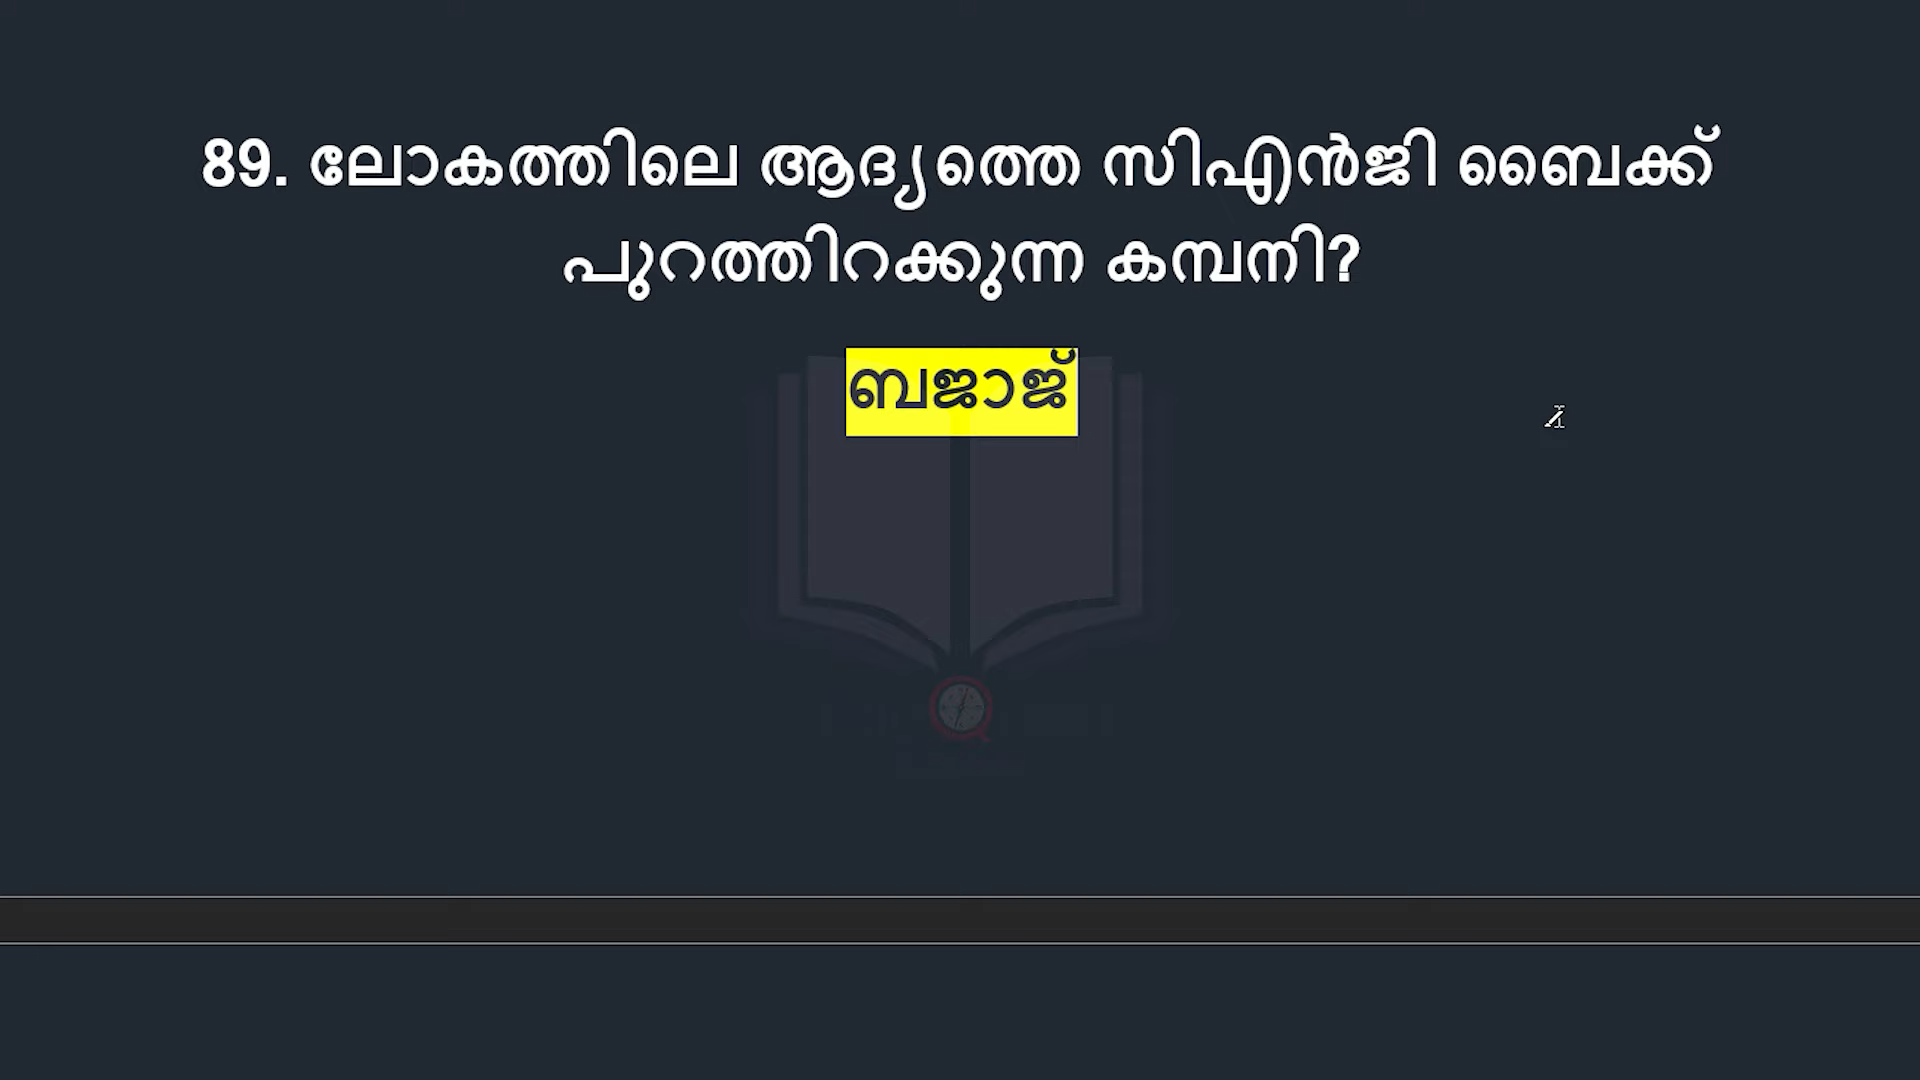 89. ലോകത്തിലെ ആദ്യത്തെ സിഎൻജി ബൈക്ക്
പുറത്തിറക്കുന്ന കമ്പനി?
ബജാജ്